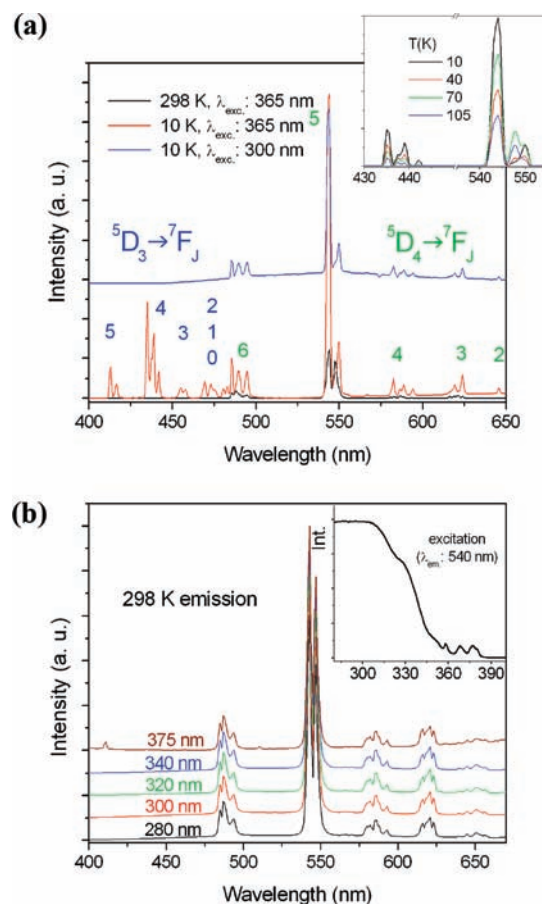 (a)
298 K, λexc.: 365 nm
10 K, λexc.: 365 nm
10 K, λexc.: 300 nm
T(K)
10
40
70
105
430 440 540 550
5
⁵D₃→⁷F_J
⁵D₄→⁷F_J
5 4 3 2 1 0 6 4 3 2
Intensity (a. u.)
400 450 500 550 600 650
Wavelength (nm)
(b)
Int.
excitation
(λem: 540 nm)
300 330 360 390
298 K emission
375 nm
340 nm
320 nm
300 nm
280 nm
Intensity (a. u.)
400 450 500 550 600 650
Wavelength (nm)